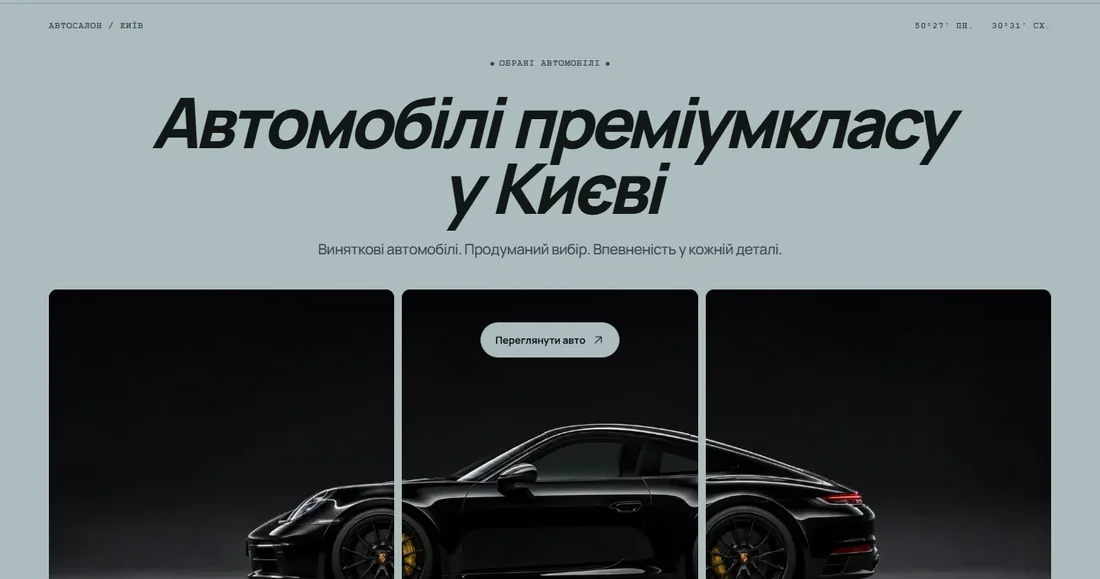 АВТОСАЛОН / КИЇВ
50°27′ ПН. 30°31′ СХ.
• ОБРАНІ АВТОМОБІЛІ •
Автомобілі преміумкласу
у Києві
Виняткові автомобілі. Продуманий вибір. Впевненість у кожній деталі.
Переглянути авто ↗